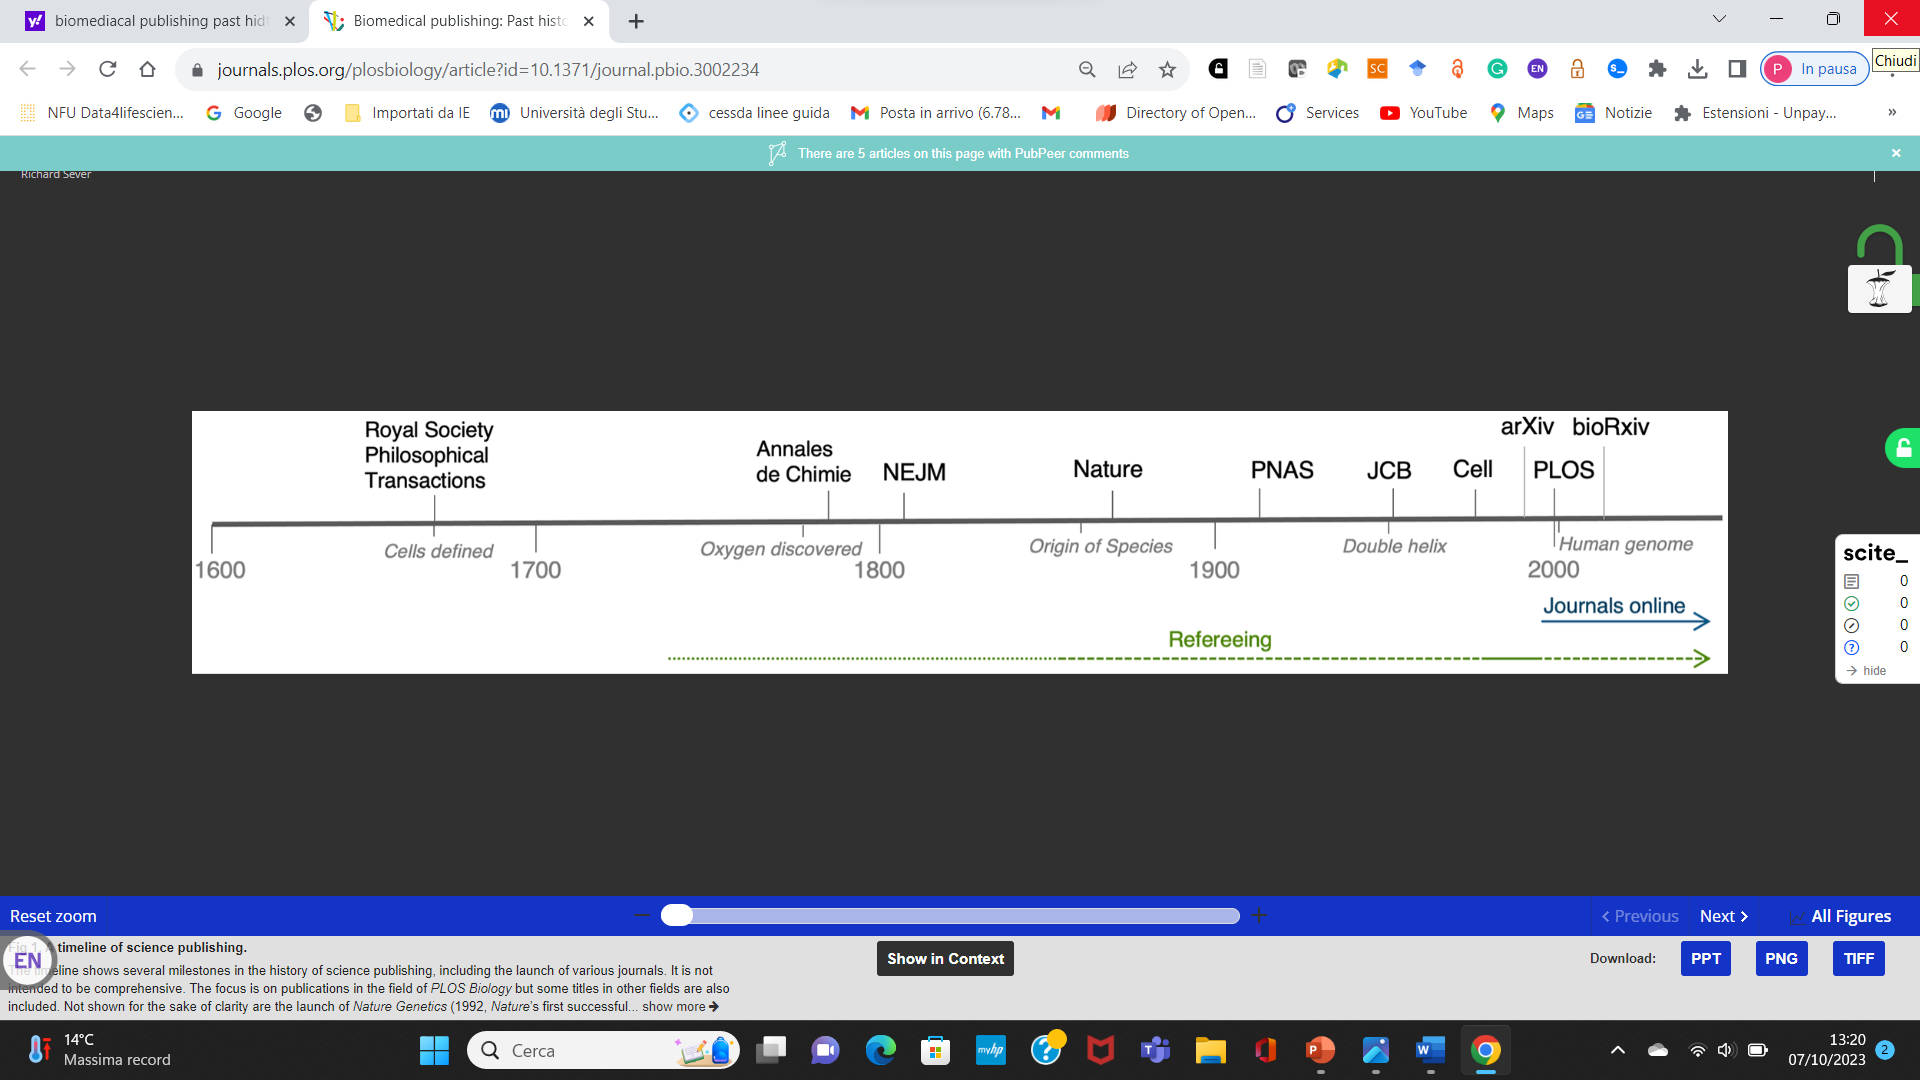 biomediacal publishing past hid
Biomedical publishing: Past histo
journals.plos.org/plosbiology/article?id=10.1371/journal.pbio.3002234
SC
EN
P In pausa
Chiudi
NFU Data4lifescien...
Google
Importati da IE
Università degli Stu...
cessda linee guida
Posta in arrivo (6.78...
Directory of Open...
Services
YouTube
Maps
Notizie
Estensioni - Unpay...
»
There are 5 articles on this page with PubPeer comments
Richard Sever
Royal Society
Philosophical
Transactions
Annales
de Chimie
NEJM
Nature
PNAS
JCB
Cell
arXiv
bioRxiv
PLOS
Cells defined
Oxygen discovered
Origin of Species
Double helix
Human genome
1600
1700
1800
1900
2000
Journals online
Refereeing
scite_
0
0
0
0
hide
Reset zoom
Previous
Next
All Figures
Fig 1. A timeline of science publishing.
The timeline shows several milestones in the history of science publishing, including the launch of various journals. It is not
intended to be comprehensive. The focus is on publications in the field of PLOS Biology but some titles in other fields are also
included. Not shown for the sake of clarity are the launch of Nature Genetics (1992, Nature's first successful... show more
EN
Show in Context
Download:
PPT
PNG
TIFF
14°C
Massima record
Cerca
myhp
13:20
07/10/2023
2